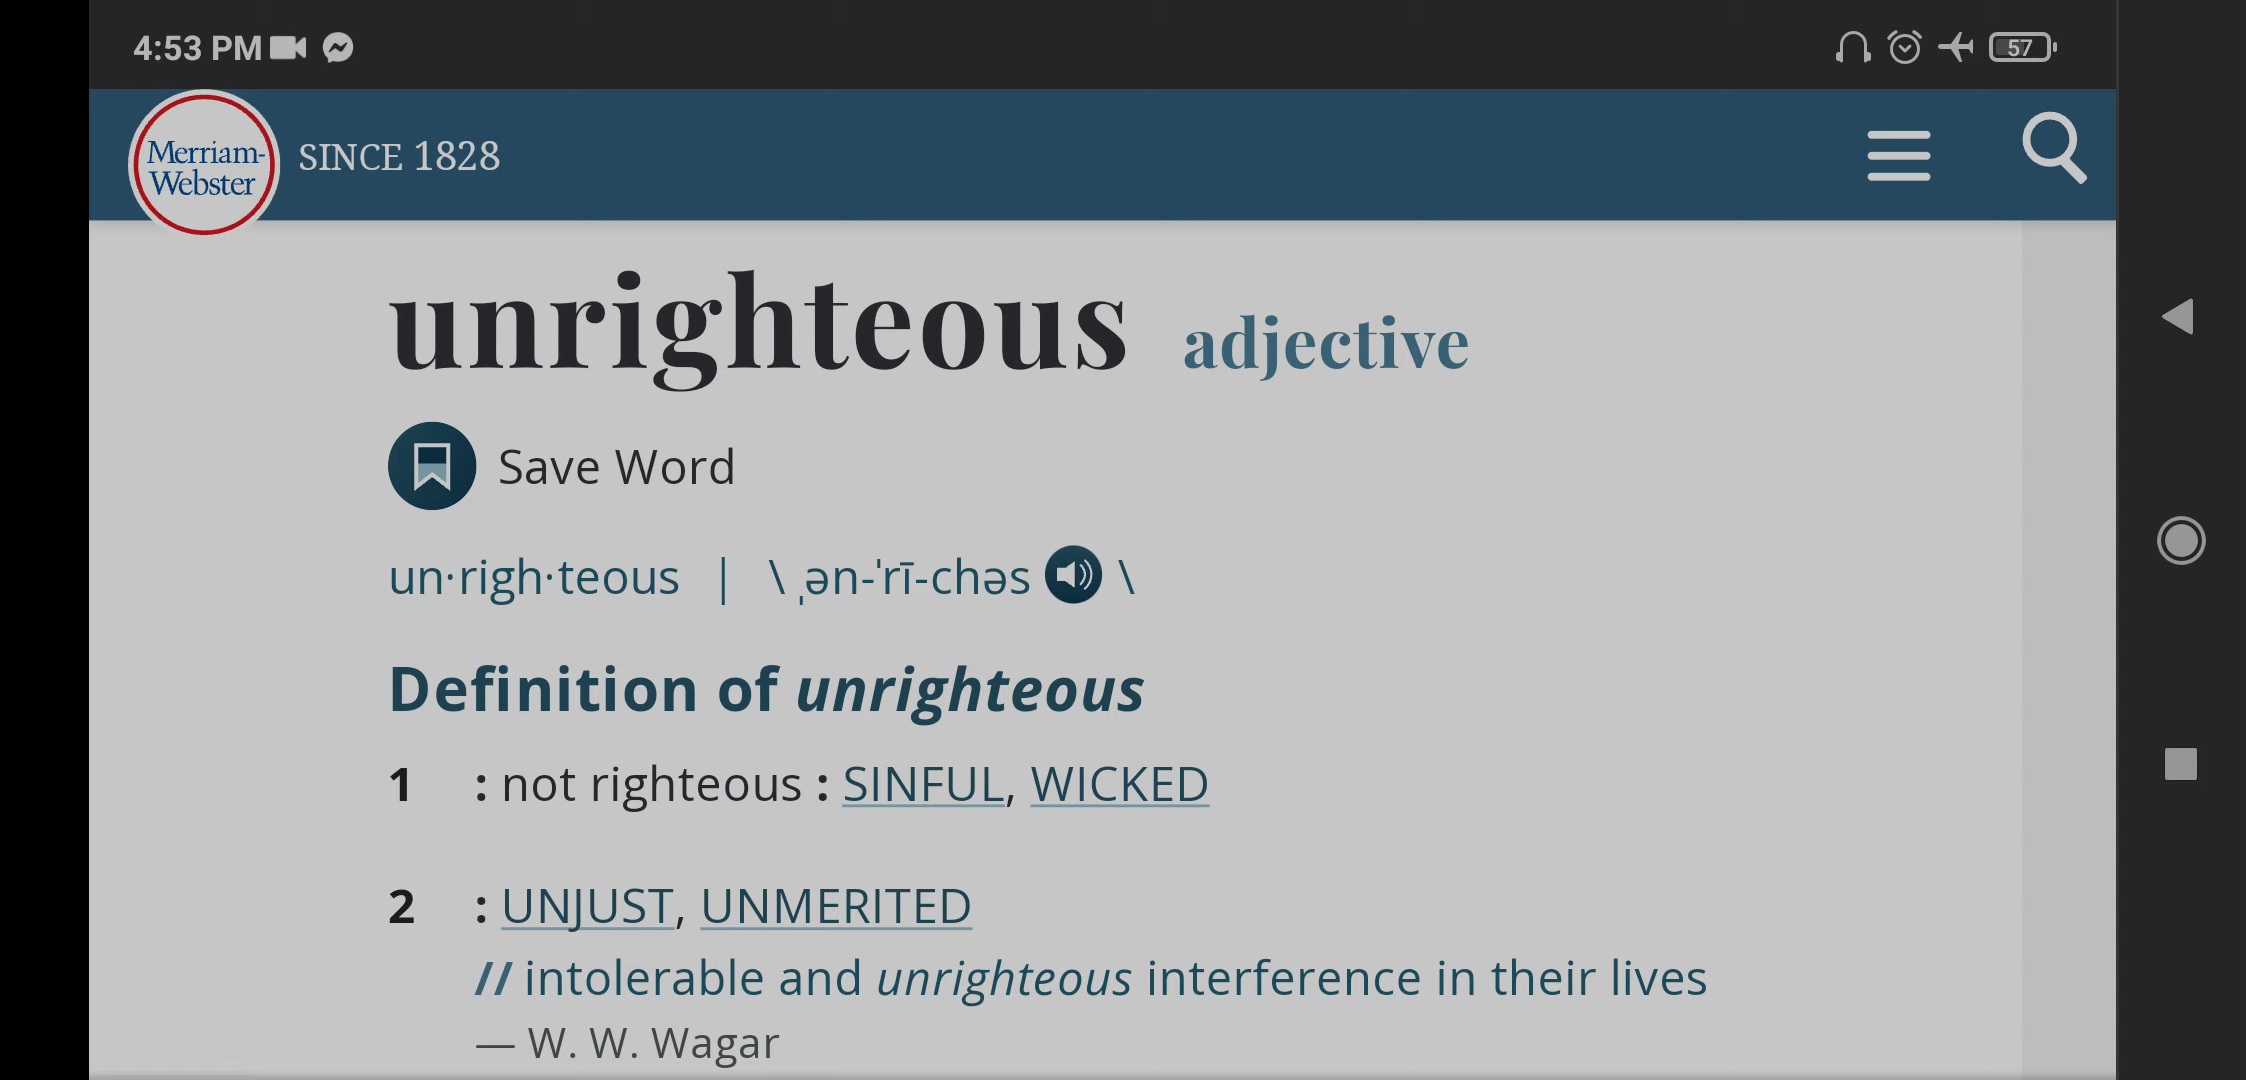 4:53 PM
57
Merriam-
Webster
SINCE 1828
unrighteous adjective
Save Word
un·righ·teous | \ ˌən-ˈrī-chəs \
Definition of unrighteous
1 : not righteous : SINFUL, WICKED
2 : UNJUST, UNMERITED
// intolerable and unrighteous interference in their lives
— W. W. Wagar